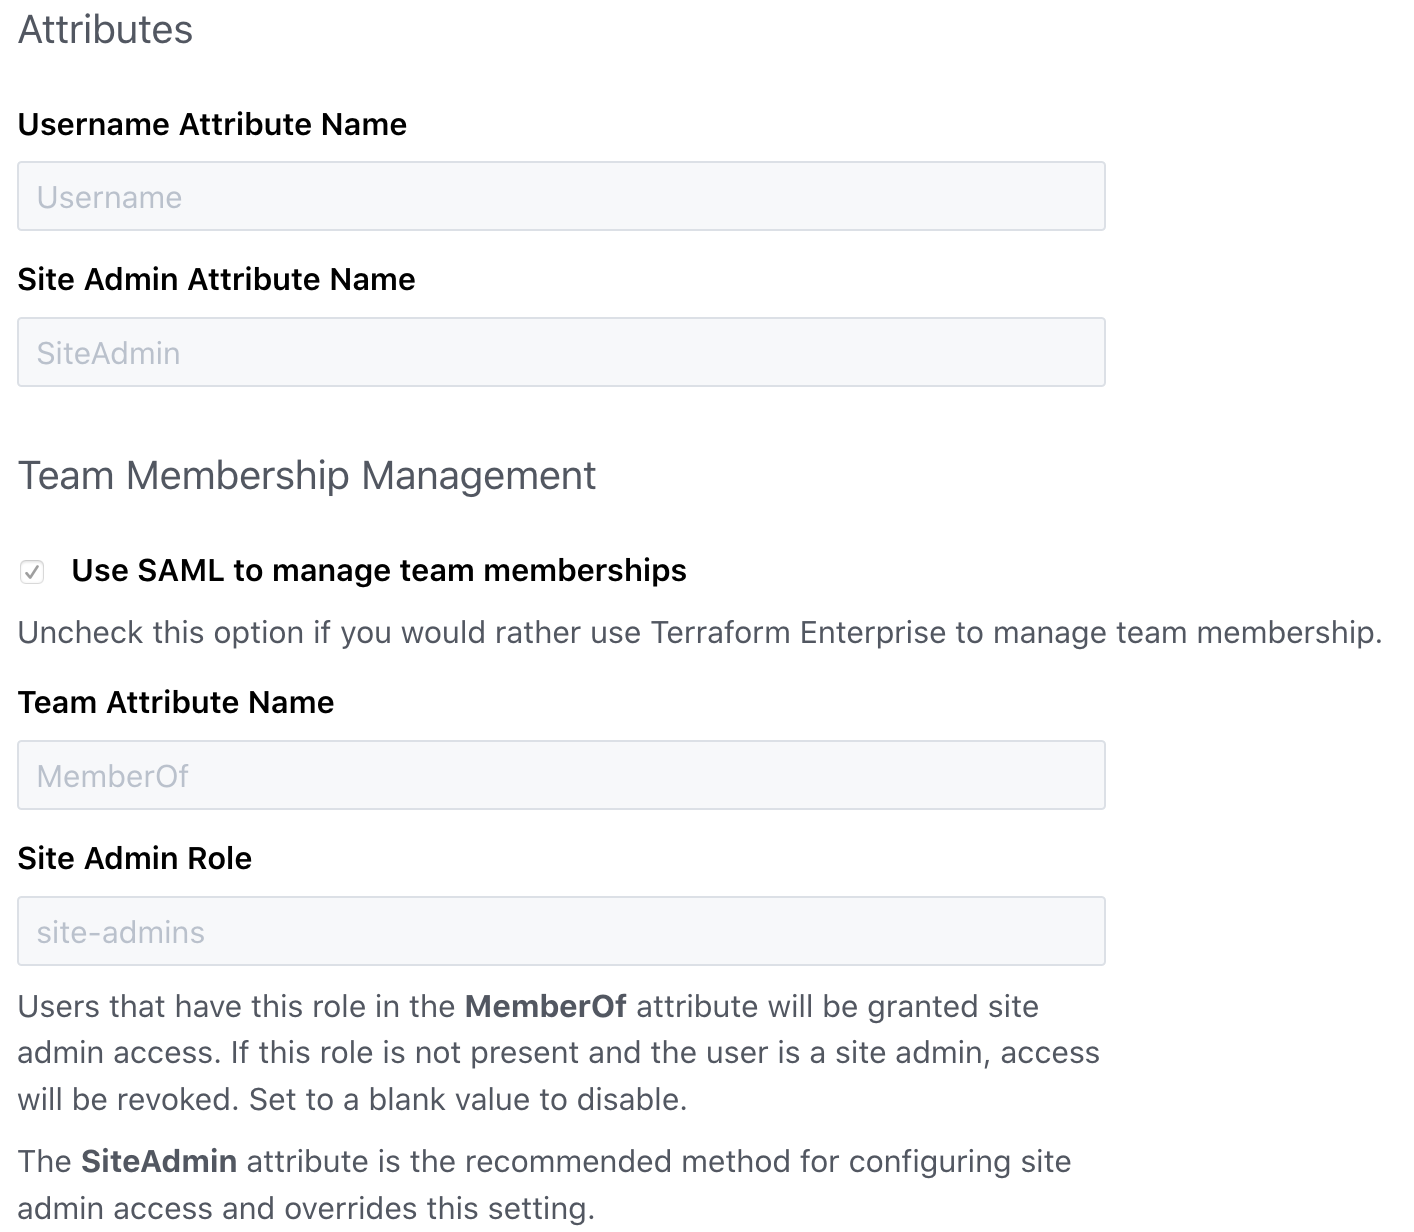 Attributes
Username Attribute Name
Username
Site Admin Attribute Name
SiteAdmin
Team Membership Management
Use SAML to manage team memberships
Uncheck this option if you would rather use Terraform Enterprise to manage team membership.
Team Attribute Name
MemberOf
Site Admin Role
site-admins
Users that have this role in the MemberOf attribute will be granted site
admin access. If this role is not present and the user is a site admin, access
will be revoked. Set to a blank value to disable.
The SiteAdmin attribute is the recommended method for configuring site
admin access and overrides this setting.